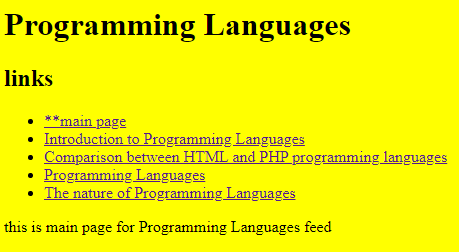 Programming Languages
links
**main page
Introduction to Programming Languages
Comparison between HTML and PHP programming languages
Programming Languages
The nature of Programming Languages
this is main page for Programming Languages feed